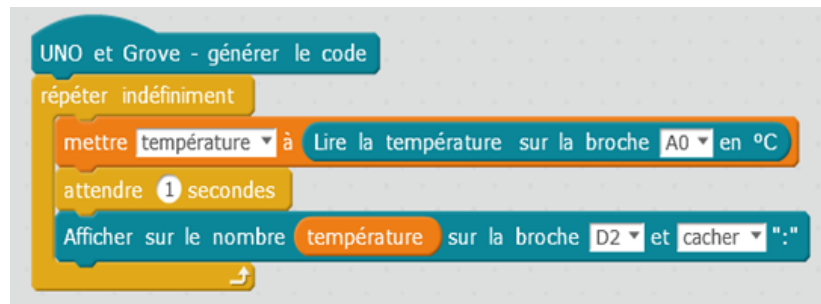 UNO et Grove - générer le code
répéter indéfiniment
mettre température à Lire la température sur la broche A0 en ºC
attendre 1 secondes
Afficher sur le nombre température sur la broche D2 et cacher ":"